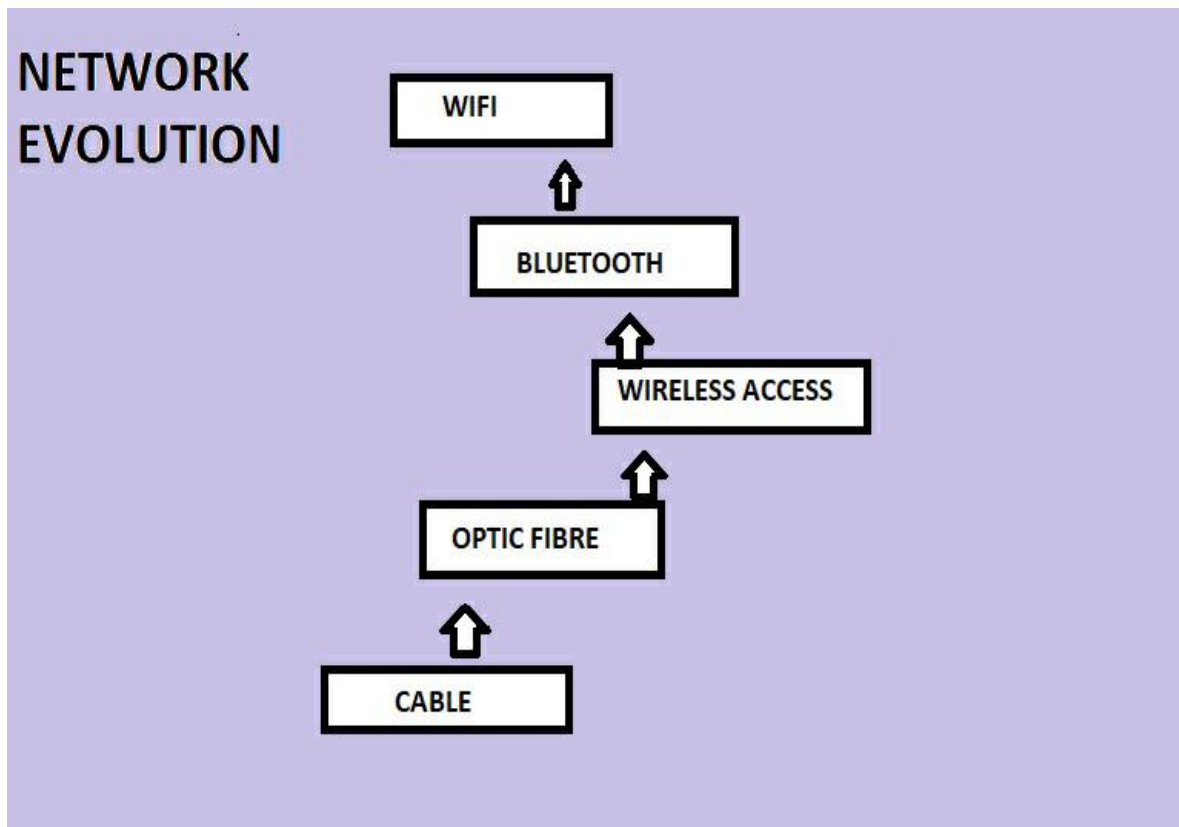 NETWORK
EVOLUTION
WIFI
BLUETOOTH
WIRELESS ACCESS
OPTIC FIBRE
CABLE